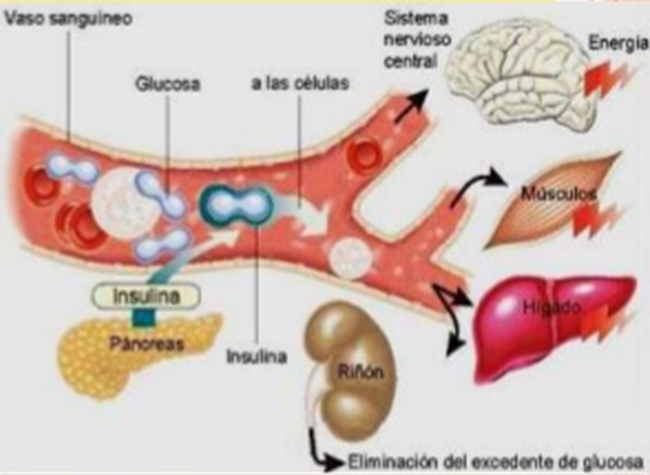 Vaso sanguíneo
Sistema
nervioso
central
Energía
Glucosa
a las células
Músculos
Insulina
Hígado
Páncreas
Insulina
Riñón
Eliminación del excedente de glucosa